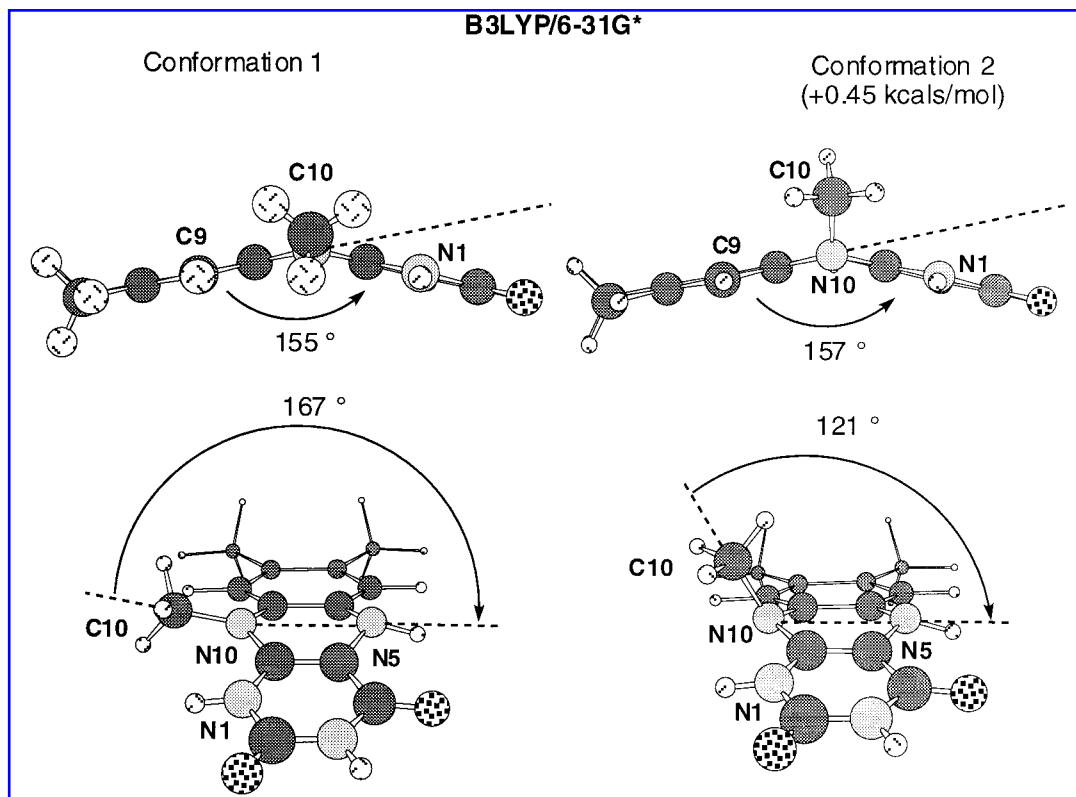 B3LYP/6-31G*
Conformation 1
Conformation 2
(+0.45 kcals/mol)
C10
C9
N1
155 °
C10
C9
N1
N10
157 °
167 °
C10
N10
N5
N1
121 °
C10
N10
N5
N1